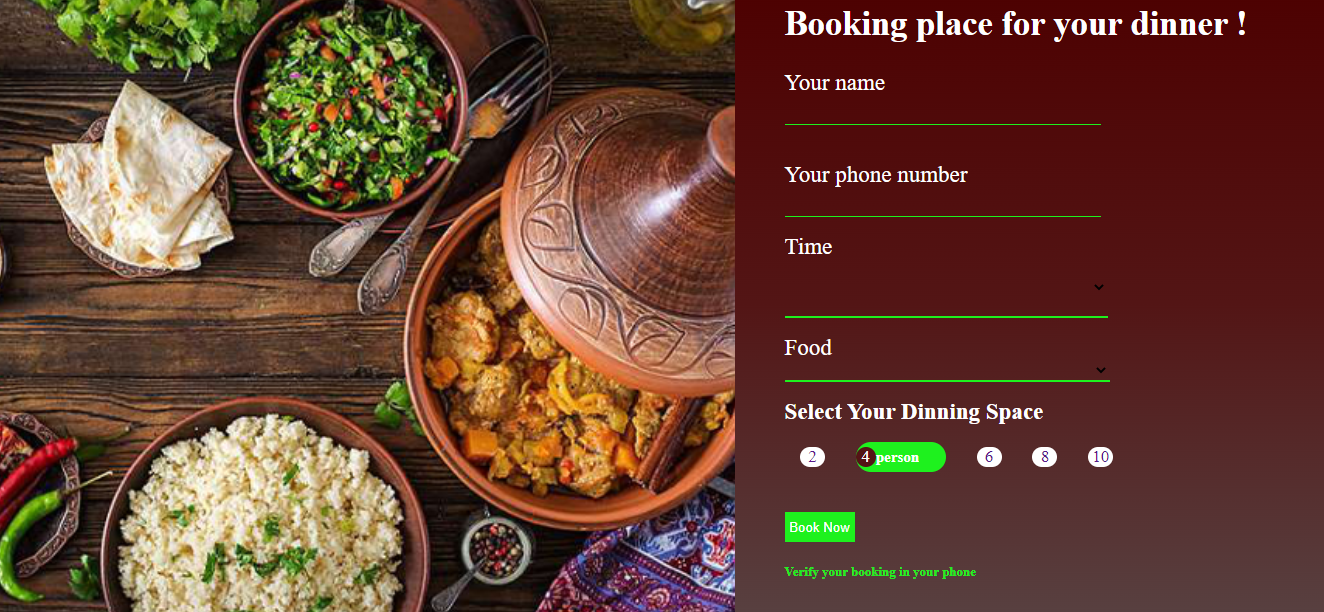 Booking place for your dinner !
Your name
Your phone number
Time
Food
Select Your Dinning Space
2 4 person 6 8 10
Book Now
Verify your booking in your phone